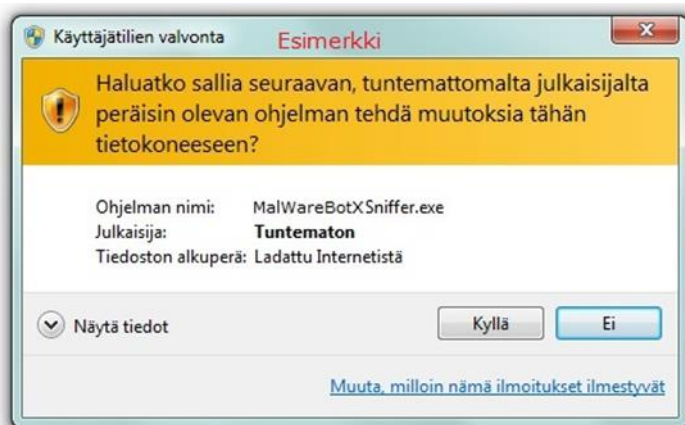 Käyttäjätilien valvonta Esimerkki
Haluatko sallia seuraavan, tuntemattomalta julkaisijalta
peräisin olevan ohjelman tehdä muutoksia tähän
tietokoneeseen?
Ohjelman nimi: MalWareBotXSniffer.exe
Julkaisija: Tuntematon
Tiedoston alkuperä: Ladattu Internetistä
Näytä tiedot Kyllä Ei
Muuta, milloin nämä ilmoitukset ilmestyvät